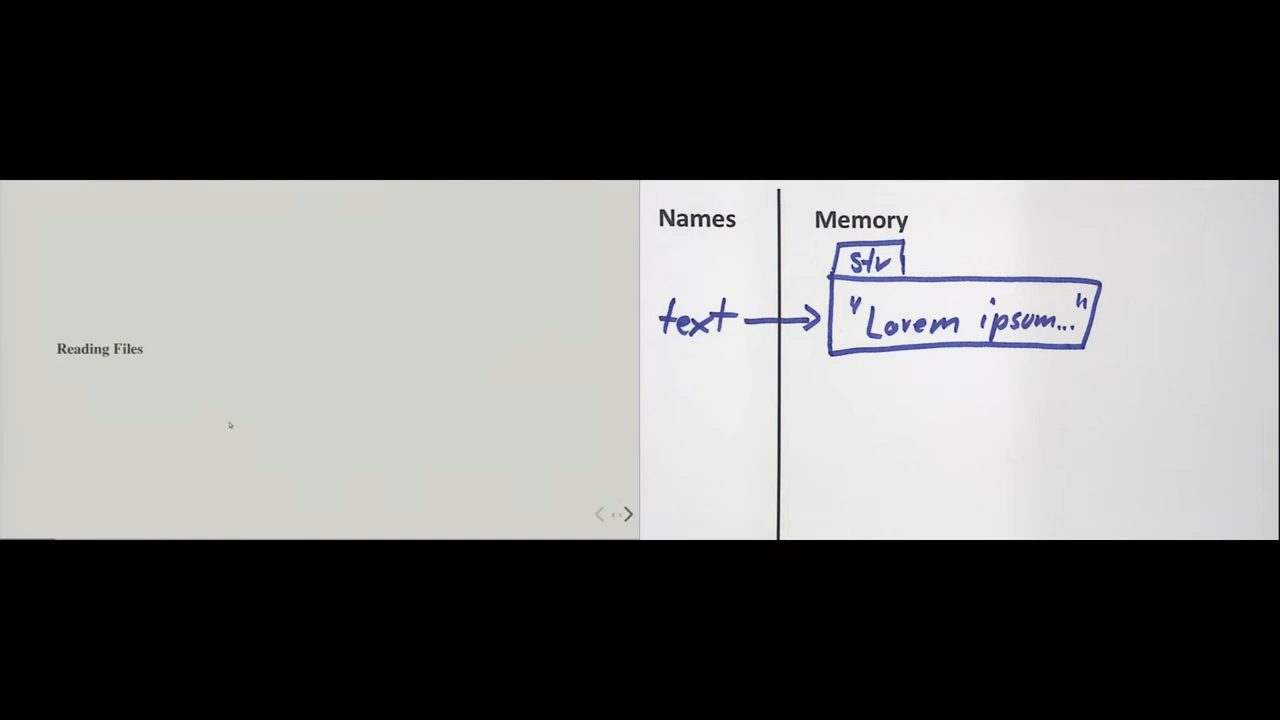 Reading Files
Names
Memory
str
text
"Lorem ipsum..."